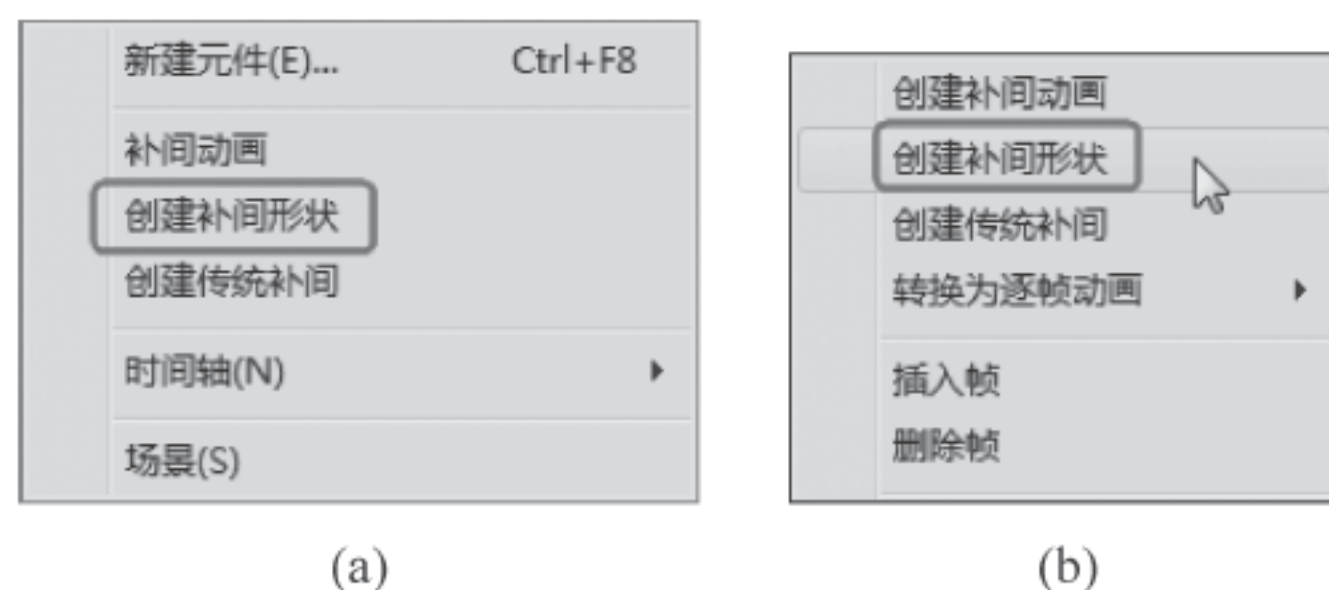 新建元件(E)... Ctrl+F8
补间动画
创建补间形状
创建传统补间
时间轴(N)
场景(S)
(a)
创建补间动画
创建补间形状
创建传统补间
转换为逐帧动画
插入帧
删除帧
(b)